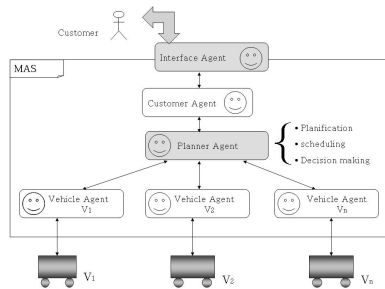 Customer
Interface Agent
MAS
Customer Agent
Planner Agent
• Planification
• scheduling
• Decision making
Vehicle Agent
V1
Vehicle Agent
V2
Vehicle Agent
Vn
V1
V2
Vn